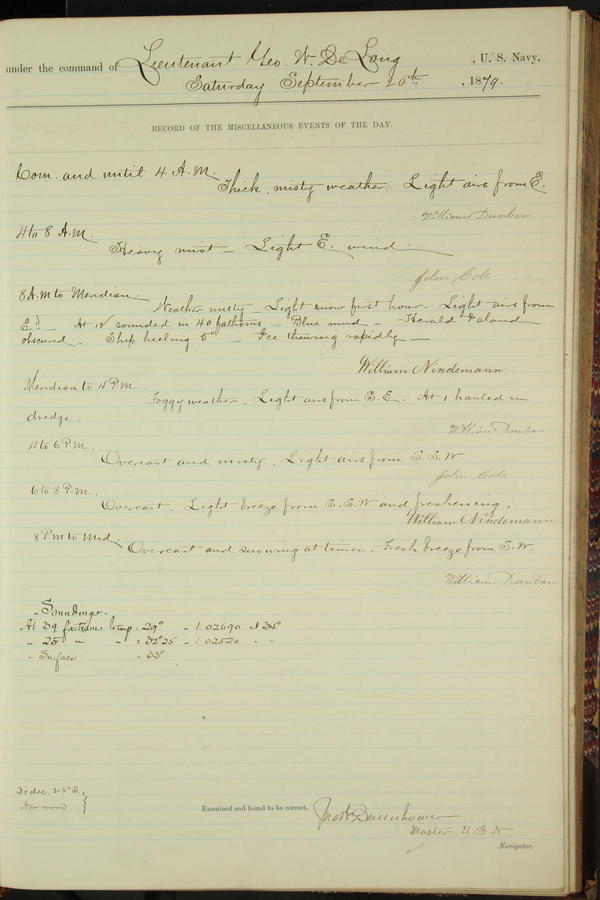 under the command of Lieutenant Geo. W. De Long, U. S. Navy,
Saturday, September 20th, 1879.
RECORD OF THE MISCELLANEOUS EVENTS OF THE DAY.
Com. and until 4 A.M.
Thick misty weather. Light airs from E.
William Dunbar
4 to 8 A.M.
Heavy mist – Light E. wind.
John Cole
8 A.M to Meridian.
Weather misty – Light snow first hour – Light airs from
E'd – At 12 sounded in 40 fathoms – Blue mud – Herald Island
obscured – Ship heeling 5° – Ice thawing rapidly –
William Nindemann
Meridian to 4 P.M.
Foggy weather. Light airs from S.E. At 1 hauled in
dredge.
William Dunbar
4 to 6 P.M.
Overcast and misty. Light airs from S.S.W.
John Cole
6 to 8 P.M.
Overcast – Light breeze from S.S.W and freshening.
William Nindemann
8 P.M to Mid.
Overcast and snowing at times. Fresh breeze from S.W.
William Dunbar
– Soundings –
At 39 fathoms temp = 29° – 1.02690 at 34°
" 25 " " = 32°25 – 1.02520 " "
" Surface = 33°
New moon
Examined and found to be correct.
Jno W Danenhower
Master. U.S.N.
Navigator.